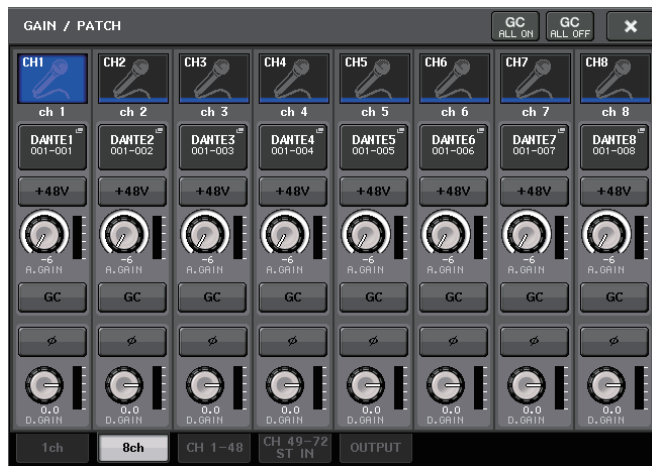 GAIN / PATCH
GC ALL ON GC ALL OFF
CH1 CH2 CH3 CH4 CH5 CH6 CH7 CH8
ch 1 ch 2 ch 3 ch 4 ch 5 ch 6 ch 7 ch 8
DANTE1 DANTE2 DANTE3 DANTE4 DANTE5 DANTE6 DANTE7 DANTE8
001-001 001-002 001-003 001-004 001-005 001-006 001-007 001-008
+48V +48V +48V +48V +48V +48V +48V +48V
-6 -6 -6 -6 -6 -6 -6 -6
A.GAIN A.GAIN A.GAIN A.GAIN A.GAIN A.GAIN A.GAIN A.GAIN
GC GC GC GC GC GC GC GC
ø ø ø ø ø ø ø ø
0.0 0.0 0.0 0.0 0.0 0.0 0.0 0.0
D.GAIN D.GAIN D.GAIN D.GAIN D.GAIN D.GAIN D.GAIN D.GAIN
1ch 8ch CH 1-48 CH 49-72 ST IN OUTPUT